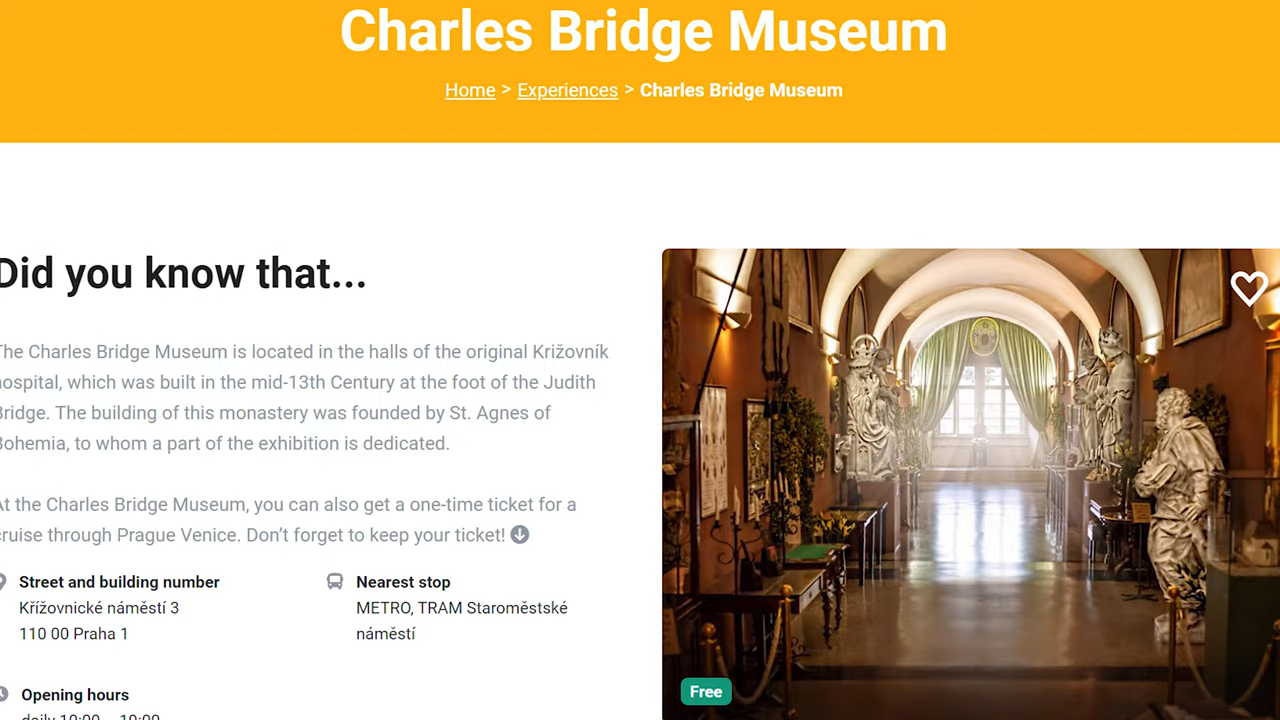 Charles Bridge Museum
Home > Experiences > Charles Bridge Museum
Did you know that...
The Charles Bridge Museum is located in the halls of the original Križovník
hospital, which was built in the mid-13th Century at the foot of the Judith
Bridge. The building of this monastery was founded by St. Agnes of
Bohemia, to whom a part of the exhibition is dedicated.
At the Charles Bridge Museum, you can also get a one-time ticket for a
cruise through Prague Venice. Don’t forget to keep your ticket!
Street and building number
Křížovnické náměstí 3
110 00 Praha 1
Nearest stop
METRO, TRAM Staroměstské
náměstí
Opening hours
daily 10:00 – 19:00
Free